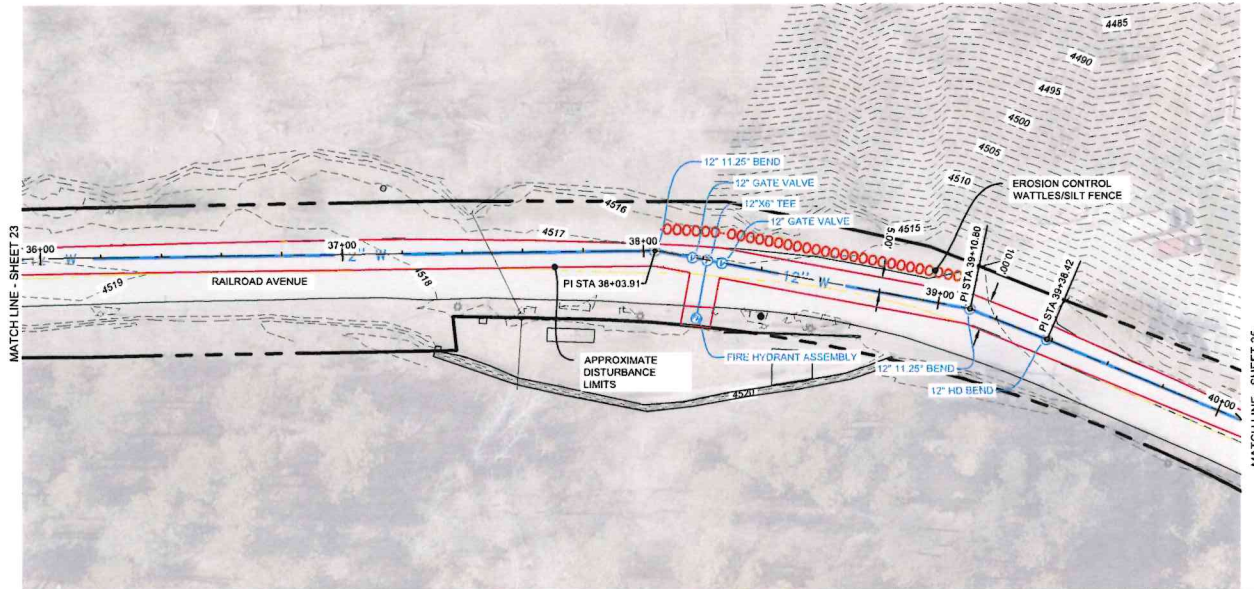 4485
4490
4495
4500
4505
4510
EROSION CONTROL
WATTLES/SILT FENCE
12" 11.25° BEND
12" GATE VALVE
12"X6" TEE
12" GATE VALVE
4516
4515
4517
4518
4519
MATCH LINE - SHEET 23
36+00
37+00
38+00
39+00
40+00
12" W
12" W
12" W
RAILROAD AVENUE
PI STA 38+03.91
5.00'
10.00'
PI STA 39+10.80
PI STA 39+38.42
APPROXIMATE
DISTURBANCE
LIMITS
FIRE HYDRANT ASSEMBLY
12" 11.25° BEND
12" HD BEND
4520